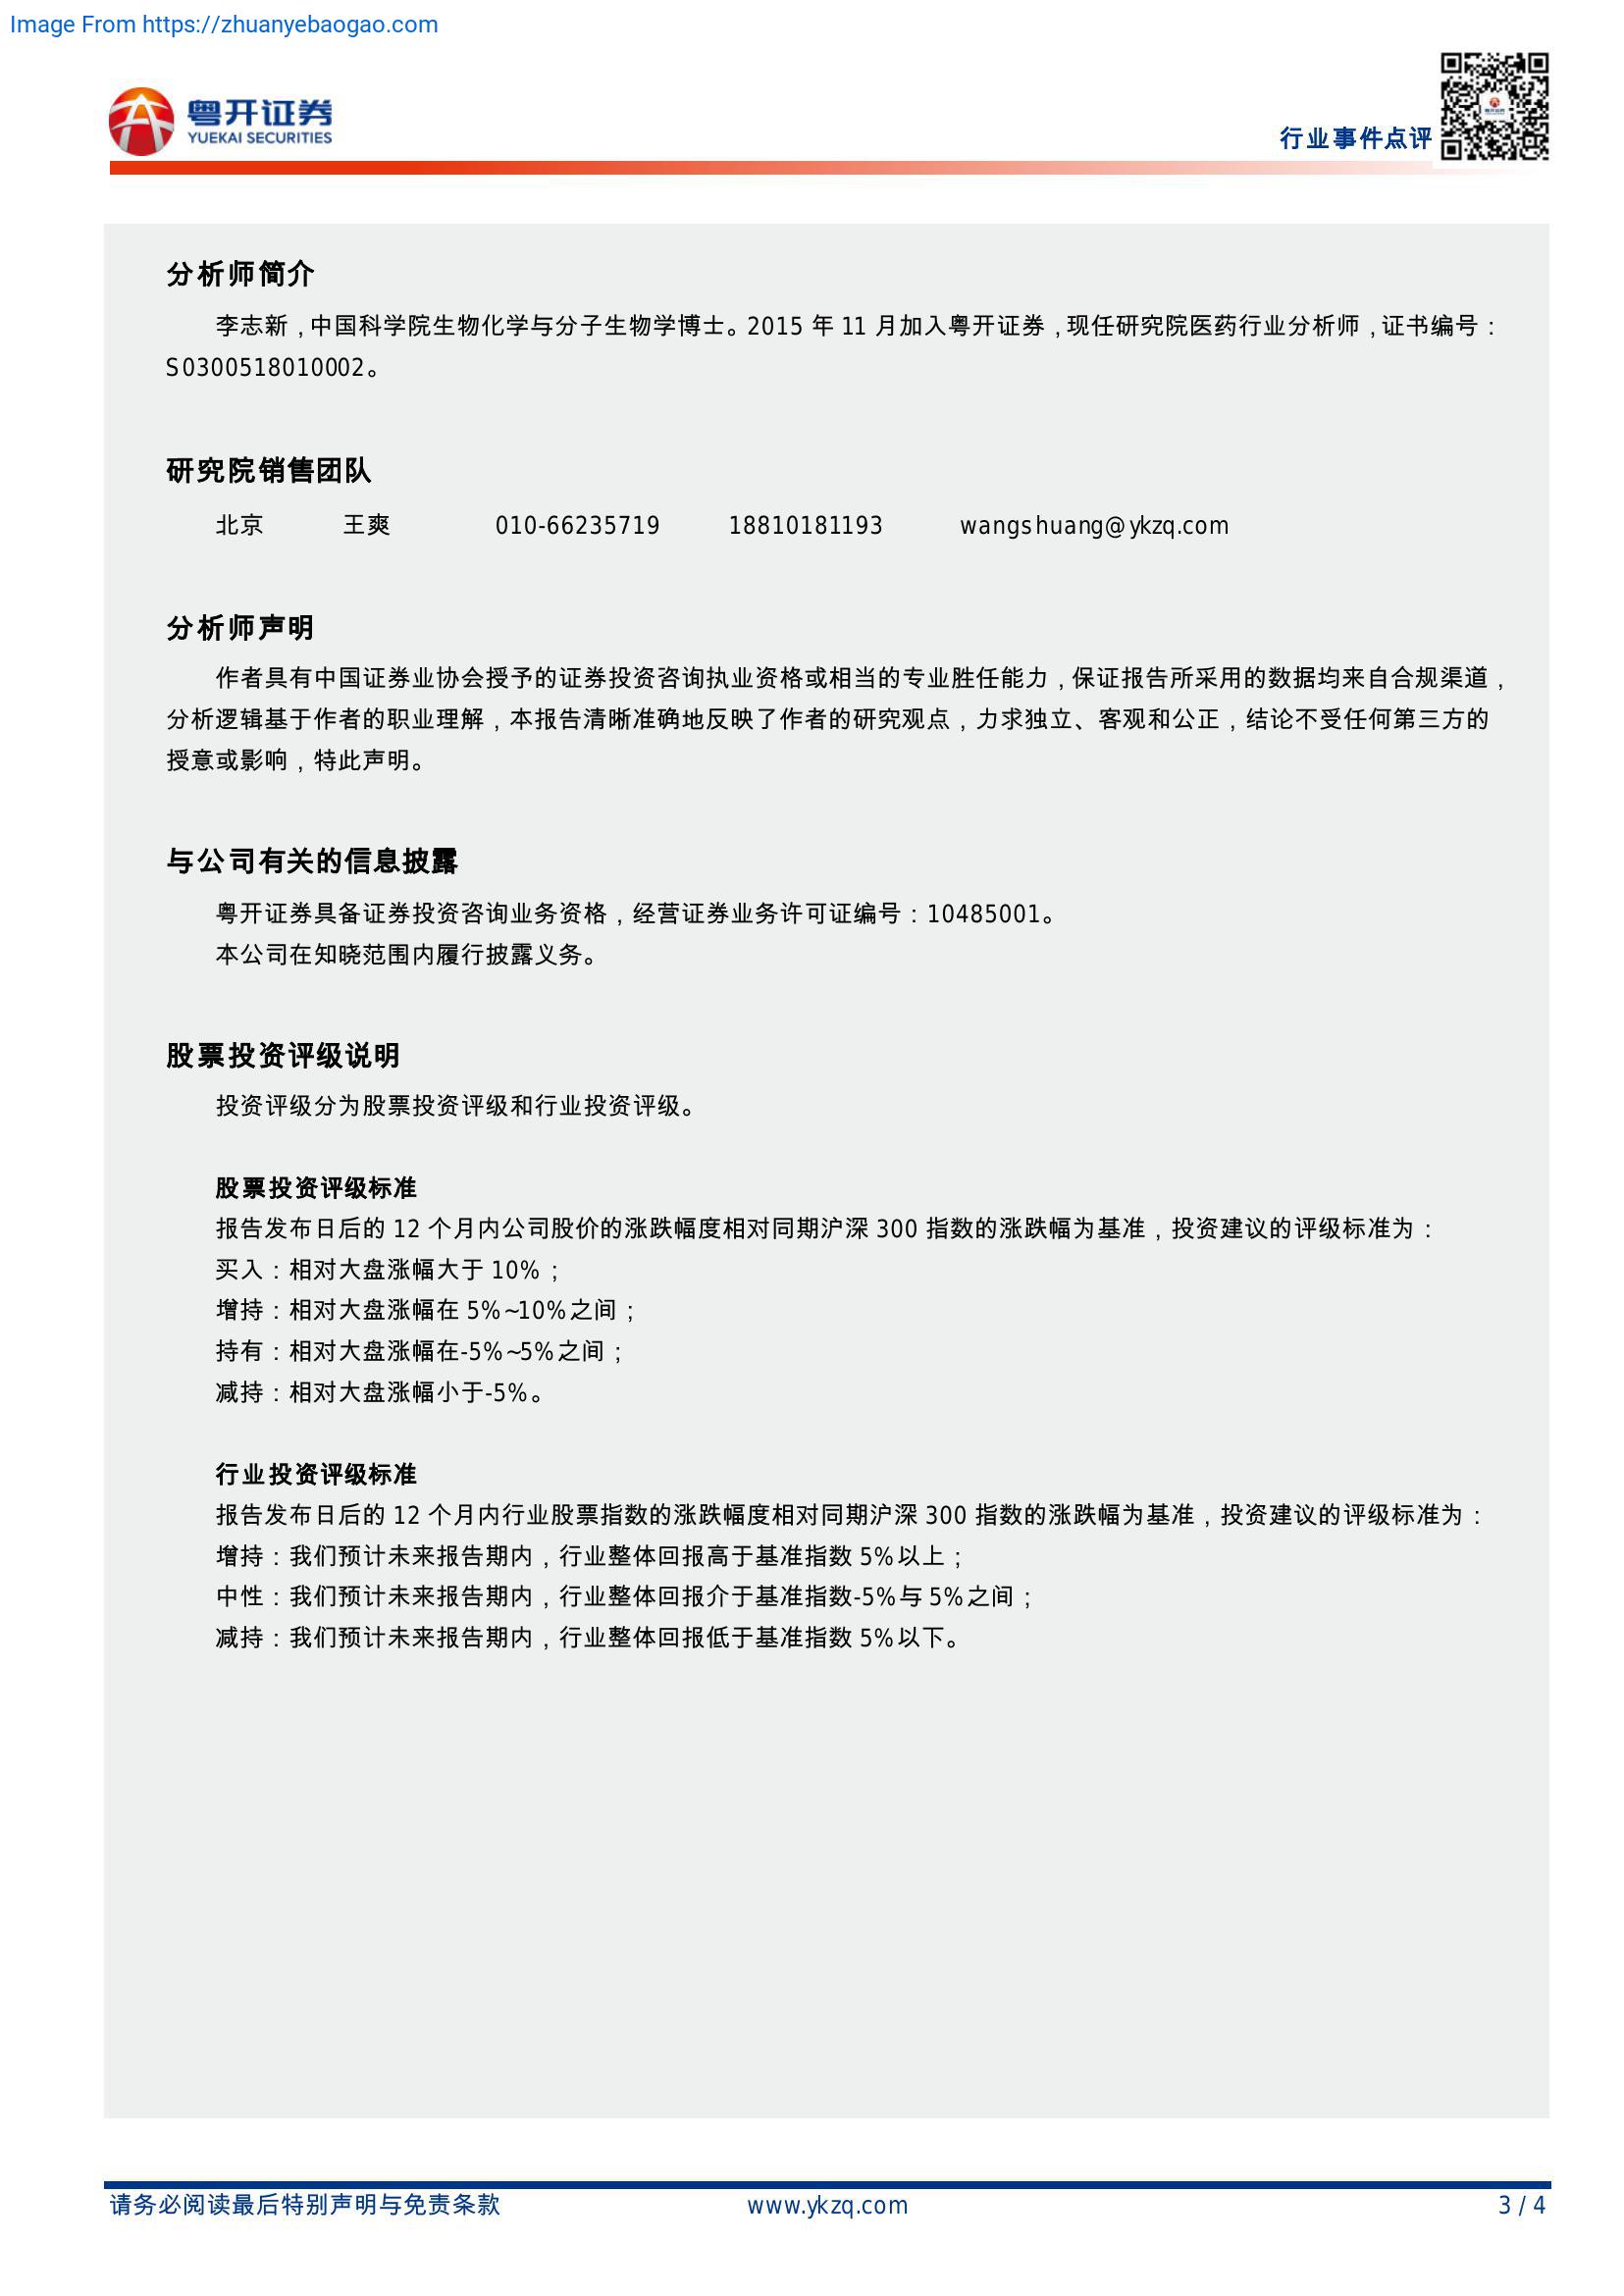 Image From https://zhuanyebaogao.com
粤开证券
YUEKAI SECURITIES
行业事件点评
分析师简介
李志新，中国科学院生物化学与分子生物学博士。2015 年 11 月加入粤开证券，现任研究院医药行业分析师，证书编号：
S0300518010002。
研究院销售团队
北京 王爽 010-66235719 18810181193 wangshuang@ykzq.com
分析师声明
作者具有中国证券业协会授予的证券投资咨询执业资格或相当的专业胜任能力，保证报告所采用的数据均来自合规渠道，
分析逻辑基于作者的职业理解，本报告清晰准确地反映了作者的研究观点，力求独立、客观和公正，结论不受任何第三方的
授意或影响，特此声明。
与公司有关的信息披露
粤开证券具备证券投资咨询业务资格，经营证券业务许可证编号：10485001。
本公司在知晓范围内履行披露义务。
股票投资评级说明
投资评级分为股票投资评级和行业投资评级。
股票投资评级标准
报告发布日后的 12 个月内公司股价的涨跌幅度相对同期沪深 300 指数的涨跌幅为基准，投资建议的评级标准为：
买入：相对大盘涨幅大于 10%；
增持：相对大盘涨幅在 5%~10%之间；
持有：相对大盘涨幅在-5%~5%之间；
减持：相对大盘涨幅小于-5%。
行业投资评级标准
报告发布日后的 12 个月内行业股票指数的涨跌幅度相对同期沪深 300 指数的涨跌幅为基准，投资建议的评级标准为：
增持：我们预计未来报告期内，行业整体回报高于基准指数 5%以上；
中性：我们预计未来报告期内，行业整体回报介于基准指数-5%与 5%之间；
减持：我们预计未来报告期内，行业整体回报低于基准指数 5%以下。
请务必阅读最后特别声明与免责条款 www.ykzq.com 3 / 4